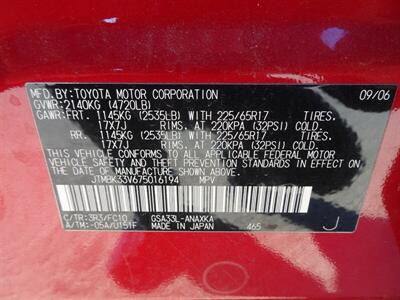 MFD.BY:TOYOTA MOTOR CORPORATION 09/06
GVWR:2140KG (4720LB)
GAWR:FRT. 1145KG (2535LB) WITH 225/65R17 TIRES.
17X7J RIMS. AT 220KPA (32PSI) COLD.
RR. 1145KG (2535LB) WITH 225/65R17 TIRES.
17X7J RIMS. AT 220KPA (32PSI) COLD.
THIS VEHICLE CONFORMS TO ALL APPLICABLE FEDERAL MOTOR
VEHICLE SAFETY AND THEFT PREVENTION STANDARDS IN EFFECT
ON THE DATE OF MANUFACTURE SHOWN ABOVE.
JTMBK33V675016194 MPV
C/TR:3R3/FC10 GSA33L-ANAXKA
A/TM:-05A/U151F MADE IN JAPAN 465 J